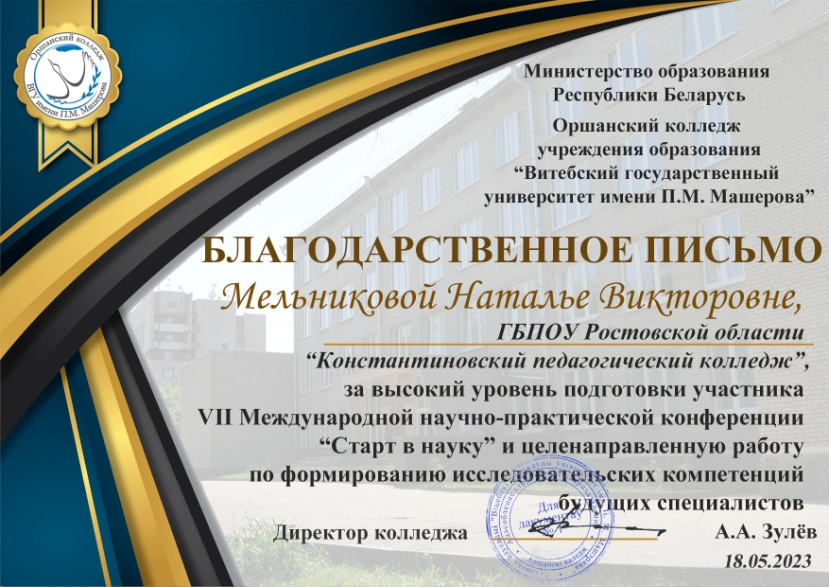 Оршанский колледж
ВГУ имени П.М. Машерова
Министерство образования
Республики Беларусь
Оршанский колледж
учреждения образования
“Витебский государственный
университет имени П.М. Машерова”
БЛАГОДАРСТВЕННОЕ ПИСЬМО
Мельниковой Наталье Викторовне,
ГБПОУ Ростовской области
“Константиновский педагогический колледж”,
за высокий уровень подготовки участника
VII Международной научно-практической конференции
“Старт в науку” и целенаправленную работу
по формированию исследовательских компетенций
будущих специалистов
Для
дакументаў
Директор колледжа
А.А. Зулёв
18.05.2023